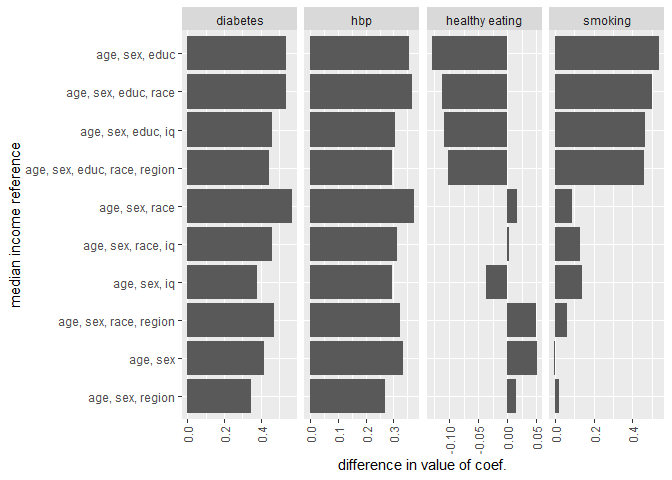 diabetes hbp healthy eating smoking
median income reference
age, sex, educ
age, sex, educ, race
age, sex, educ, iq
age, sex, educ, race, region
age, sex, race
age, sex, race, iq
age, sex, iq
age, sex, race, region
age, sex
age, sex, region
0.0 0.2 0.4 0.0 0.1 0.2 0.3 -0.10 -0.05 0.00 0.05 0.0 0.2 0.4
difference in value of coef.